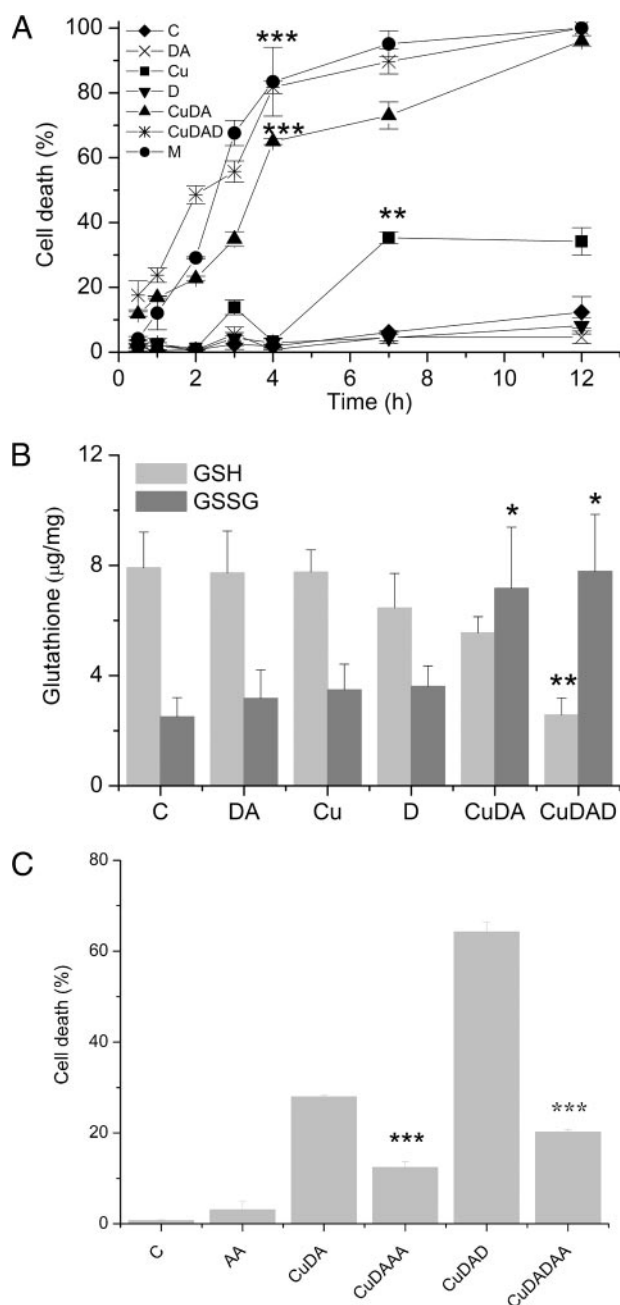 A
100
80
60
40
20
0
Cell death (%)
C
DA
Cu
D
CuDA
CuDAD
M
***
***
**
0 2 4 6 8 10 12
Time (h)
B
12
8
4
0
Glutathione (µg/mg)
GSH
GSSG
*
*
**
C DA Cu D CuDA CuDAD
C
80
60
40
20
0
Cell death (%)
***
***
C AA CuDA CuDAAA CuDAD CuDADAA